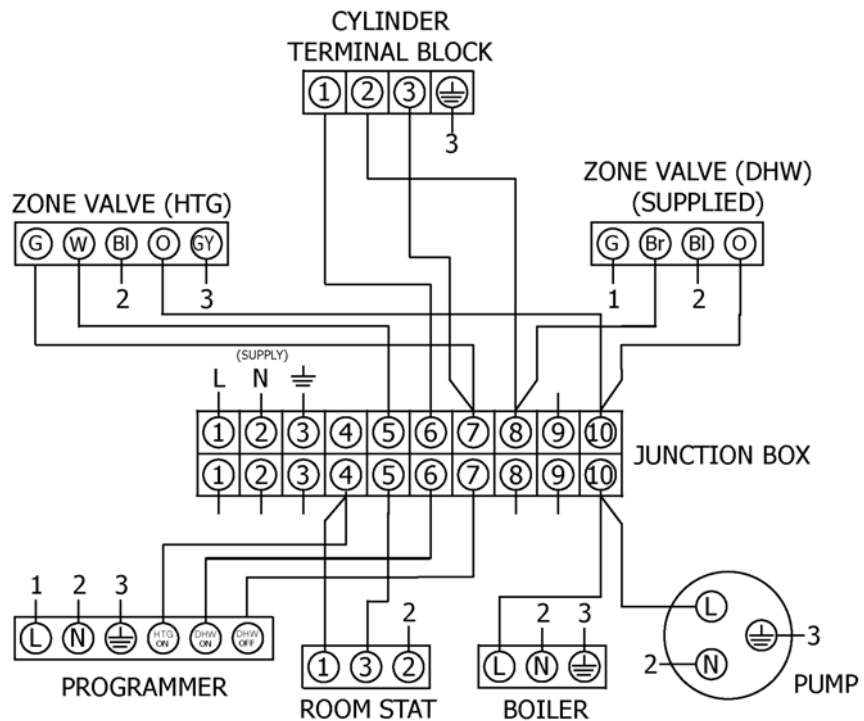 CYLINDER
TERMINAL BLOCK
1 2 3
3
ZONE VALVE (HTG)
G W Bl O GY
2 3
ZONE VALVE (DHW)
(SUPPLIED)
G Br Bl O
1 2
(SUPPLY)
L N
1 2 3 4 5 6 7 8 9 10
1 2 3 4 5 6 7 8 9 10
JUNCTION BOX
1 2 3
L N HTG ON DHW ON DHW OFF
PROGRAMMER
2
1 3 2
ROOM STAT
2 3
L N
BOILER
L
3
2 N
PUMP